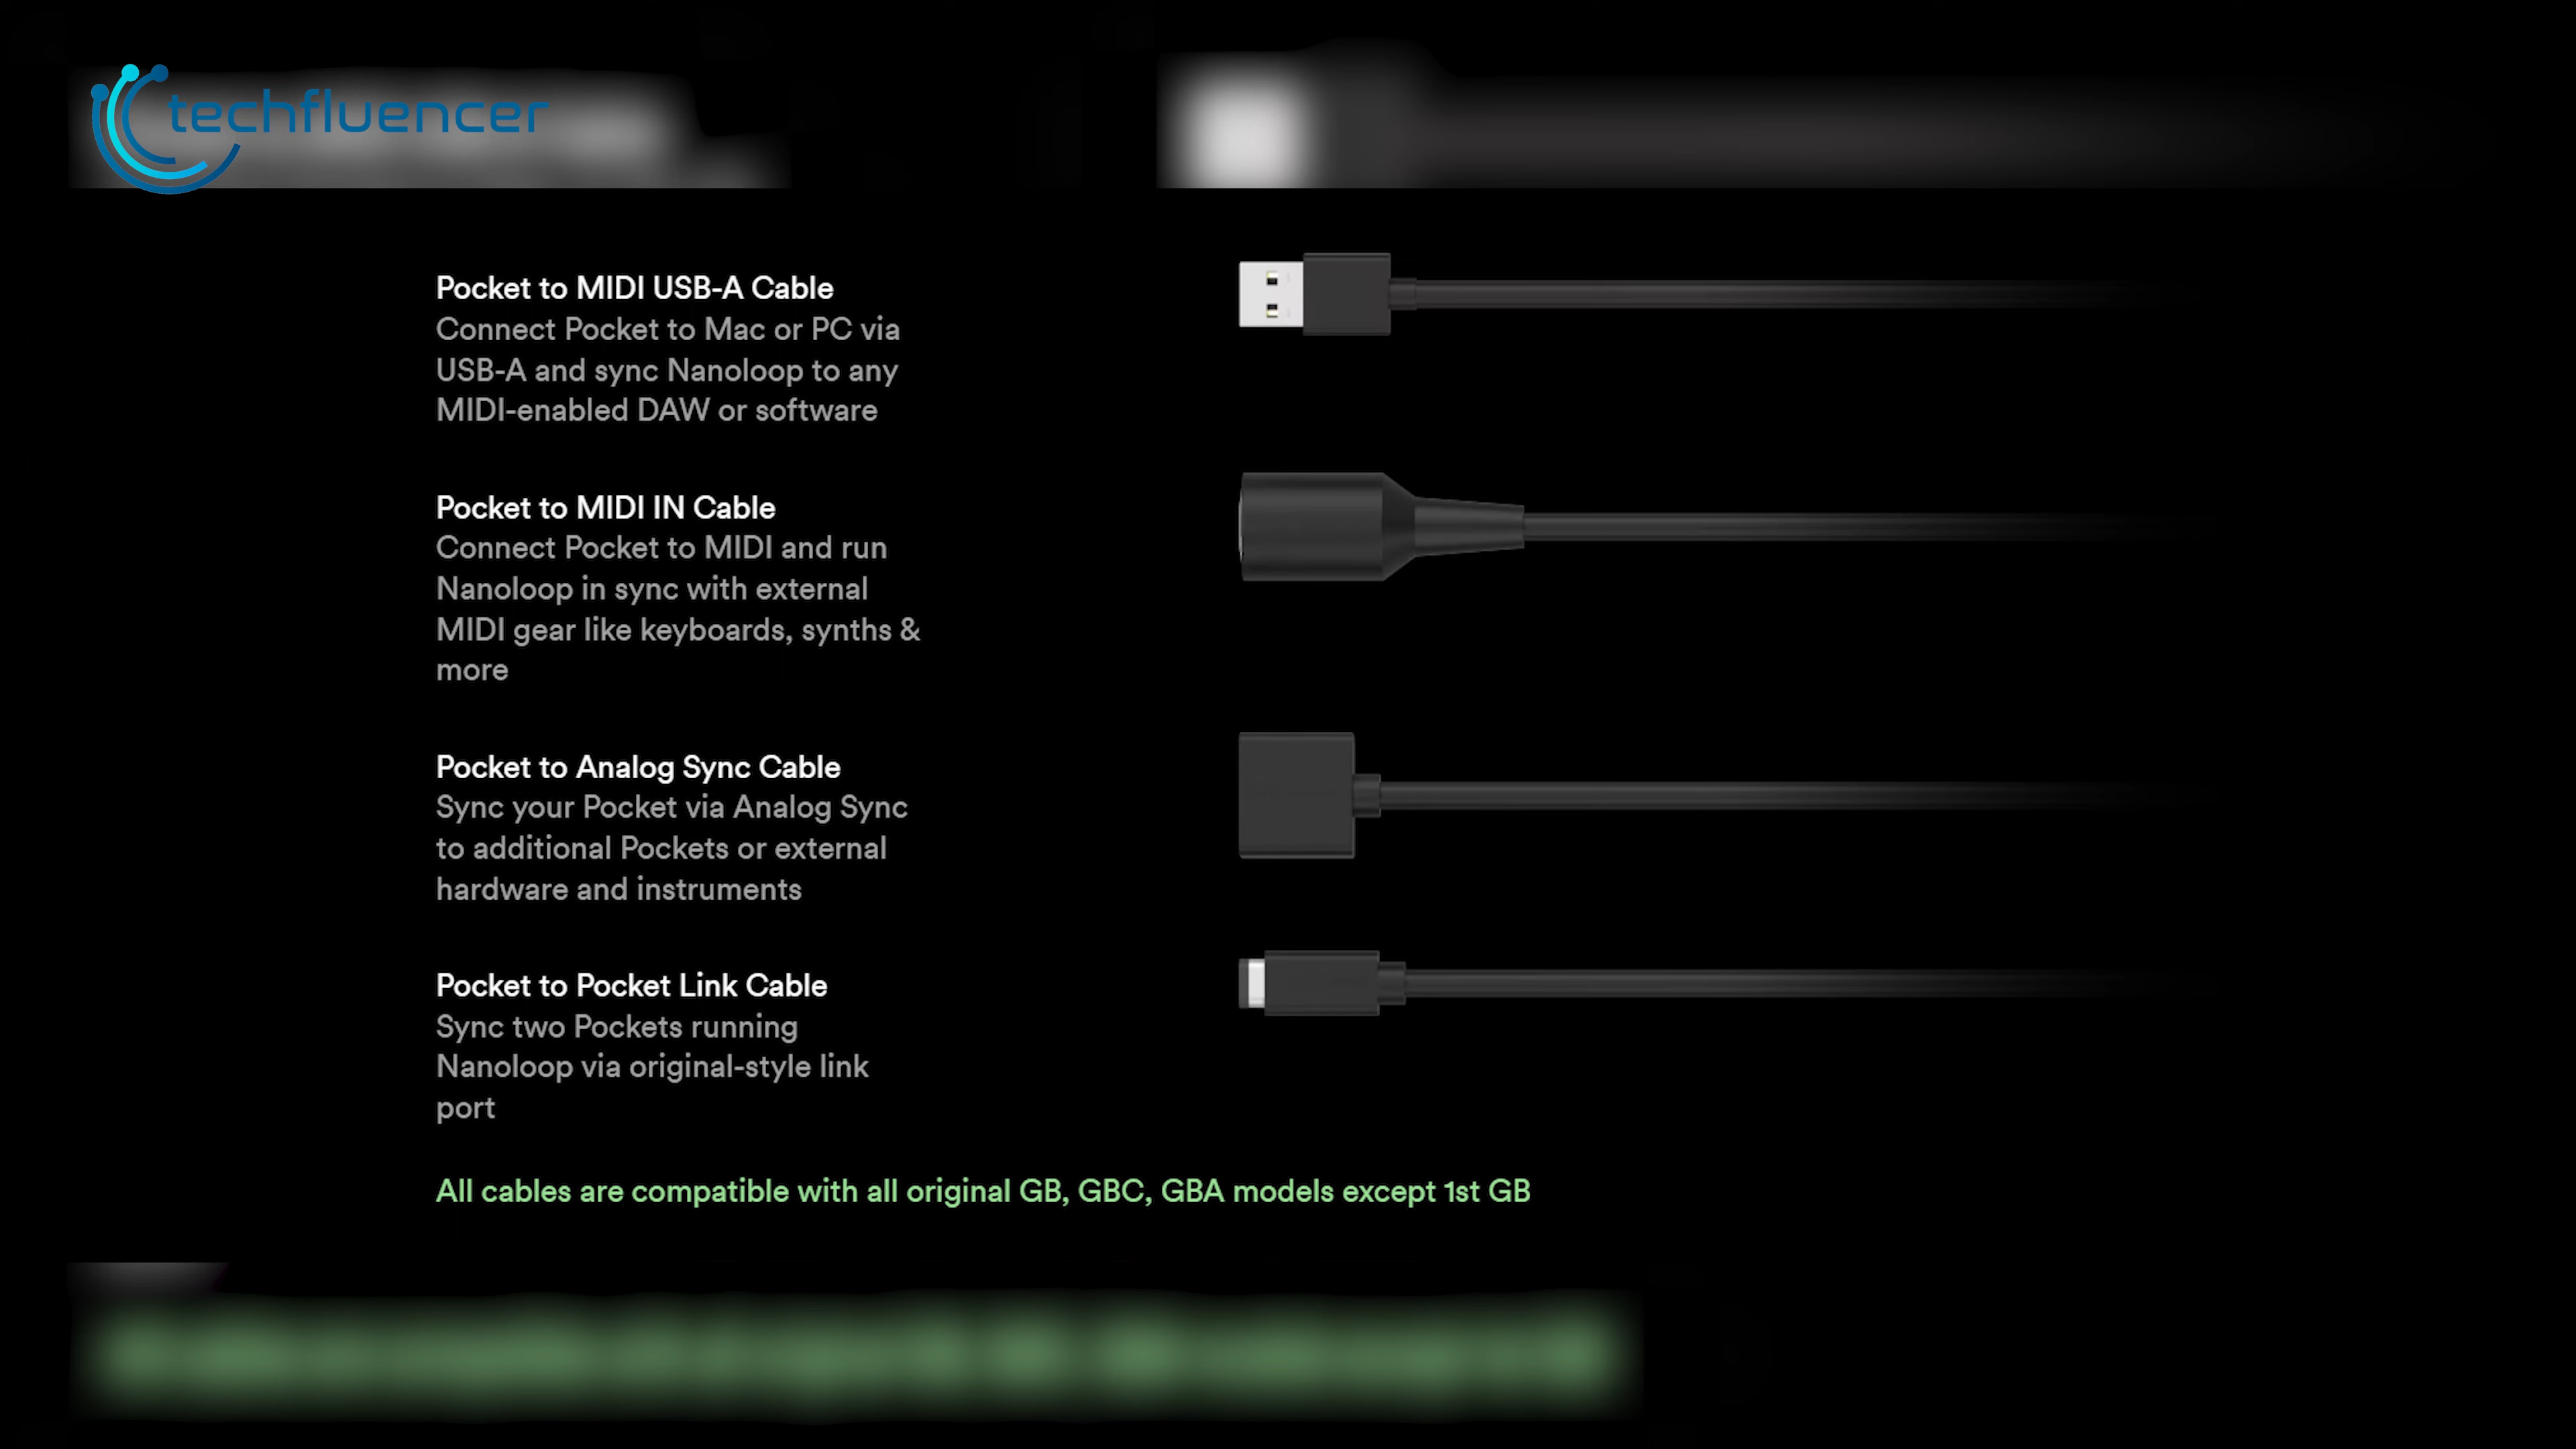 techfluencer
Pocket to MIDI USB-A Cable
Connect Pocket to Mac or PC via
USB-A and sync Nanoloop to any
MIDI-enabled DAW or software
Pocket to MIDI IN Cable
Connect Pocket to MIDI and run
Nanoloop in sync with external
MIDI gear like keyboards, synths &
more
Pocket to Analog Sync Cable
Sync your Pocket via Analog Sync
to additional Pockets or external
hardware and instruments
Pocket to Pocket Link Cable
Sync two Pockets running
Nanoloop via original-style link
port
All cables are compatible with all original GB, GBC, GBA models except 1st GB